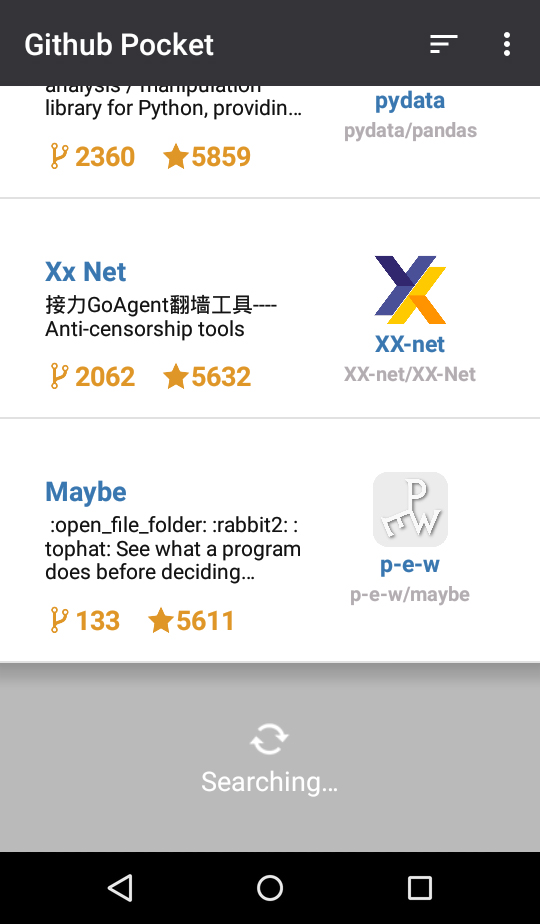 Github Pocket
analysis / manipulation
library for Python, providin...
pydata
pydata/pandas
2360
5859
Xx Net
接力GoAgent翻墙工具----
Anti-censorship tools
XX-net
XX-net/XX-Net
2062
5632
Maybe
:open_file_folder: :rabbit2: :
tophat: See what a program
does before deciding...
PEW
p-e-w
p-e-w/maybe
133
5611
Searching...